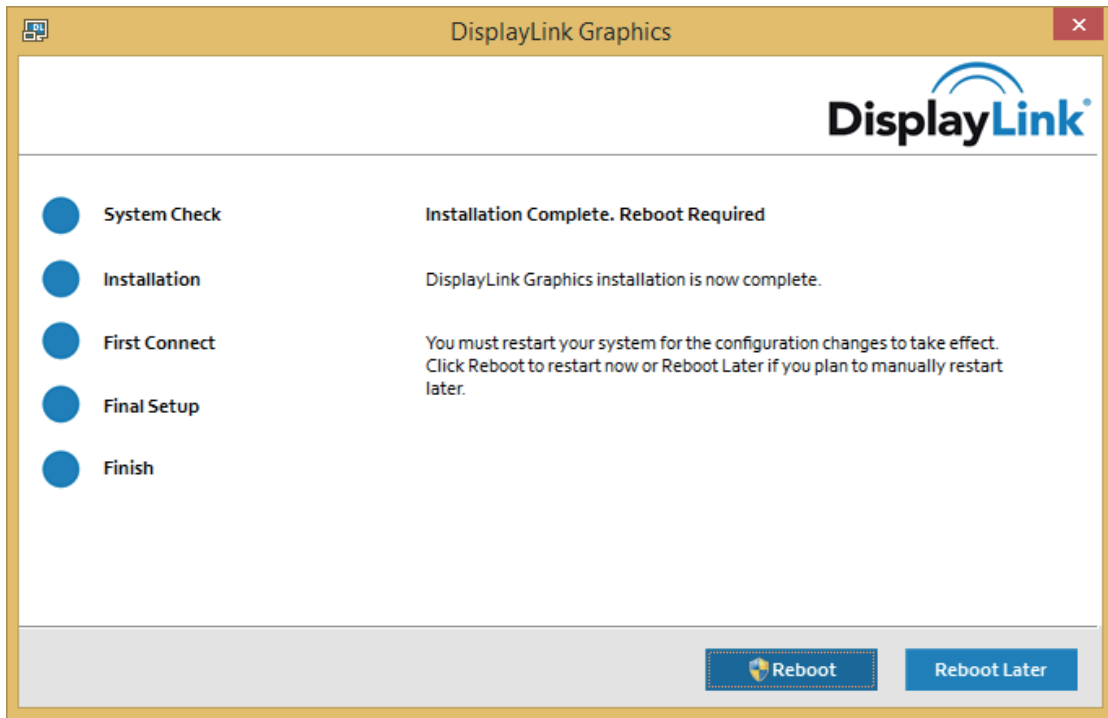 DL
DisplayLink Graphics
DisplayLink®
System Check
Installation Complete. Reboot Required
Installation
DisplayLink Graphics installation is now complete.
First Connect
You must restart your system for the configuration changes to take effect.
Click Reboot to restart now or Reboot Later if you plan to manually restart
later.
Final Setup
Finish
Reboot
Reboot Later